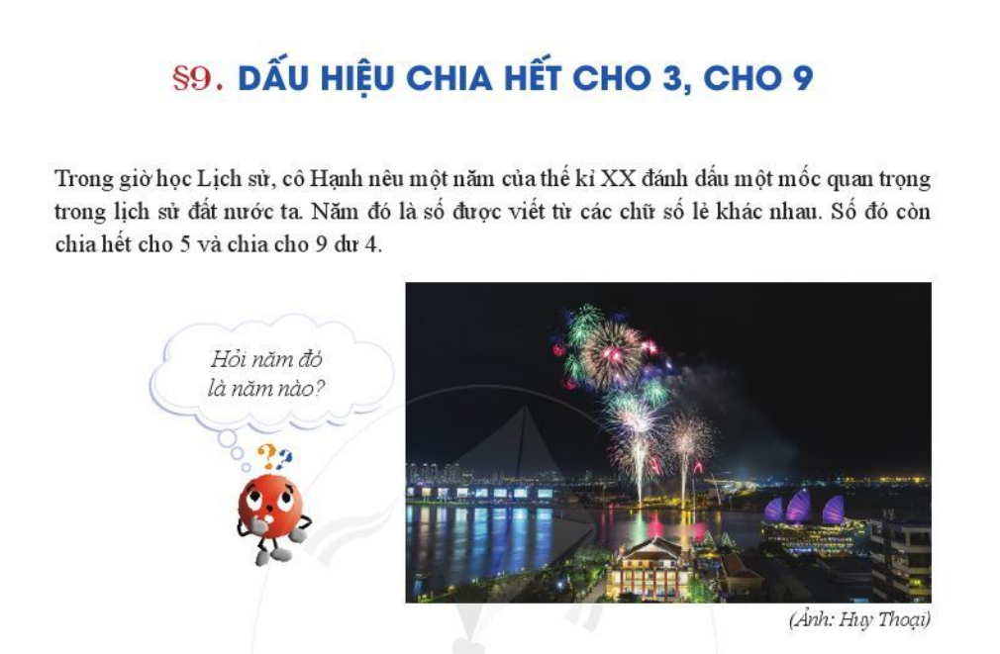 §9. DẤU HIỆU CHIA HẾT CHO 3, CHO 9
Trong giờ học Lịch sử, cô Hạnh nêu một năm của thế kỉ XX đánh dấu một mốc quan trọng
trong lịch sử đất nước ta. Năm đó là số được viết từ các chữ số lẻ khác nhau. Số đó còn
chia hết cho 5 và chia cho 9 dư 4.
Hỏi năm đó
là năm nào?
??
(Ảnh: Huy Thoại)